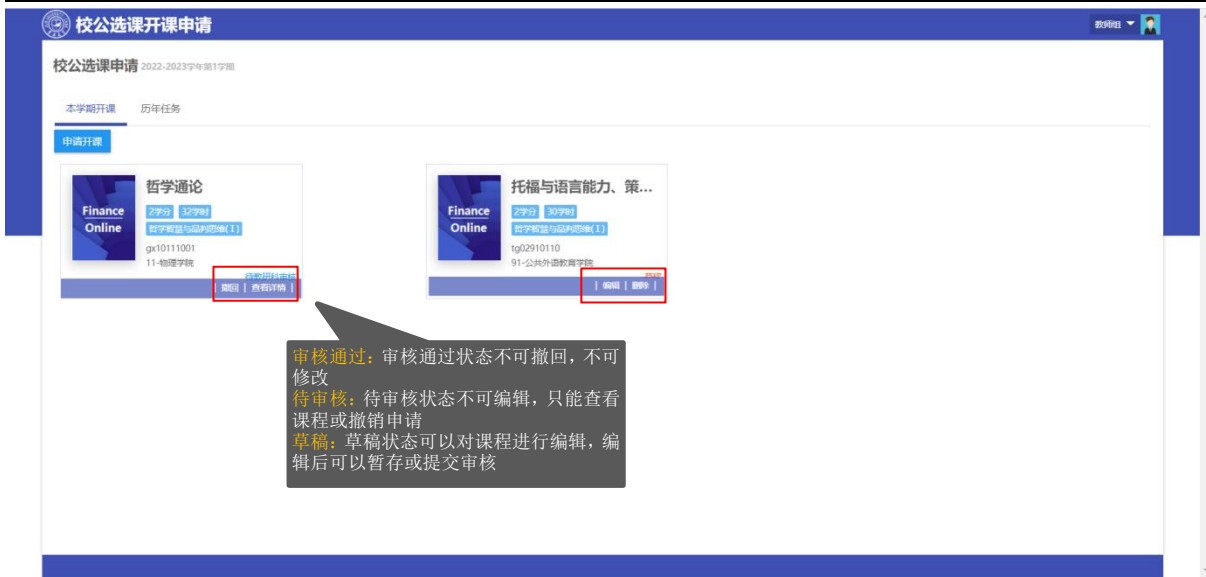 校公选课开课申请
教师组
校公选课申请 2022-2023学年第1学期
本学期开课 历年任务
申请开课
Finance
Online
哲学通论
2学分 32学时
哲学智慧与品判思维(I)
gx10111001
11-物理学院
待教研科审核
| 撤回 | 查看详情 |
Finance
Online
托福与语言能力、策...
2学分 30学时
哲学智慧与品判思维(I)
tg02910110
91-公共外语教育学院
草稿
| 编辑 | 删除 |
审核通过：审核通过状态不可撤回，不可
修改
待审核：待审核状态不可编辑，只能查看
课程或撤销申请
草稿：草稿状态可以对课程进行编辑，编
辑后可以暂存或提交审核